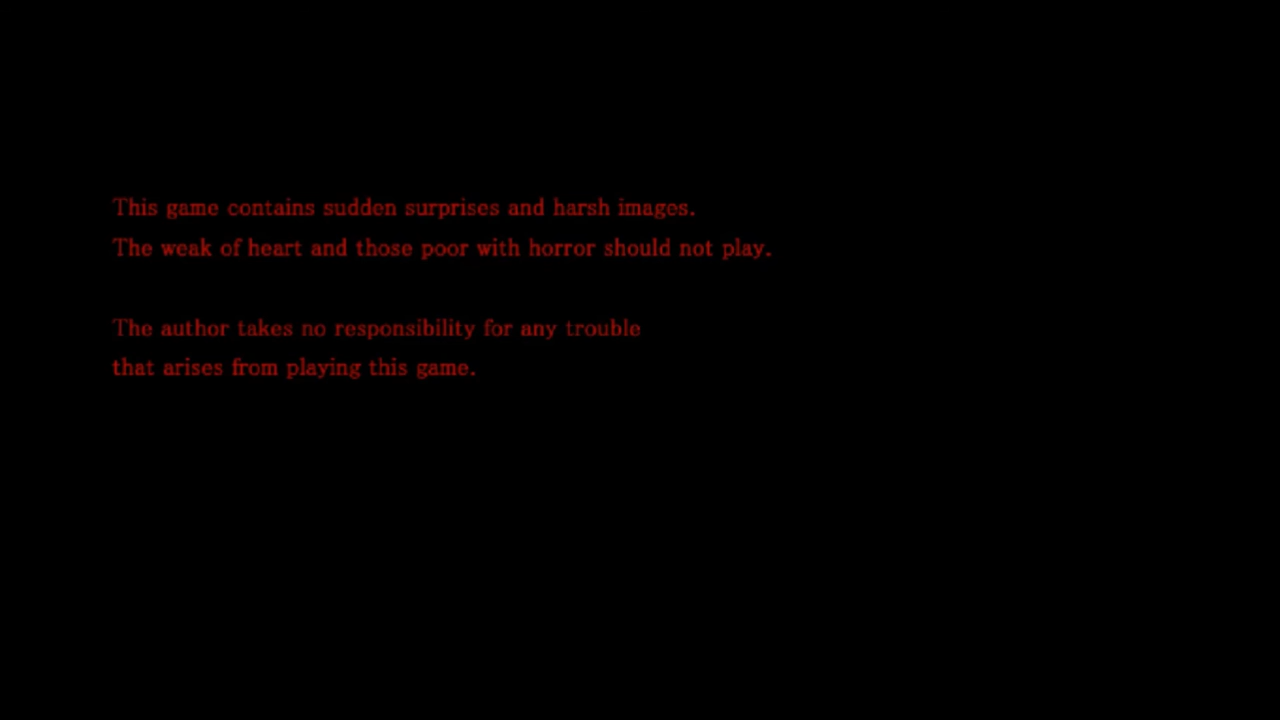 This game contains sudden surprises and harsh images.
The weak of heart and those poor with horror should not play.
The author takes no responsibility for any trouble
that arises from playing this game.